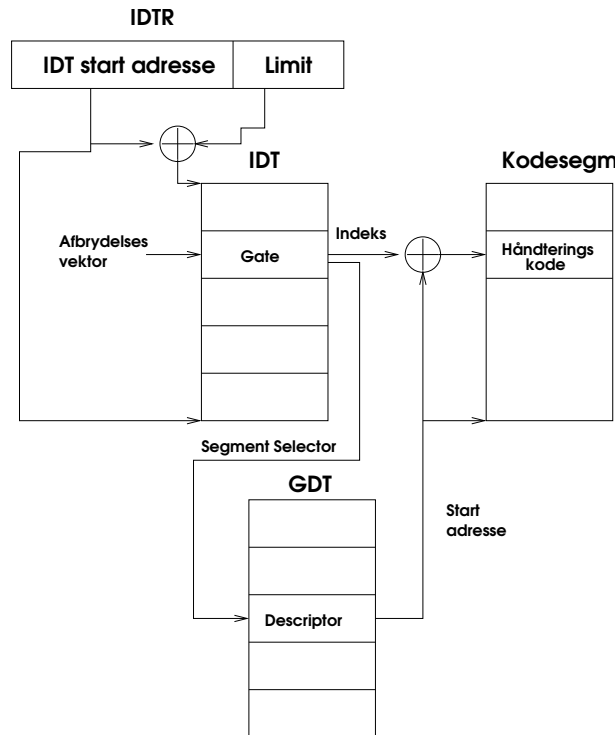 IDTR
IDT start adresse
Limit
IDT
Kodesegm
Afbrydelses
vektor
Gate
Indeks
Håndterings
kode
Segment Selector
GDT
Start
adresse
Descriptor